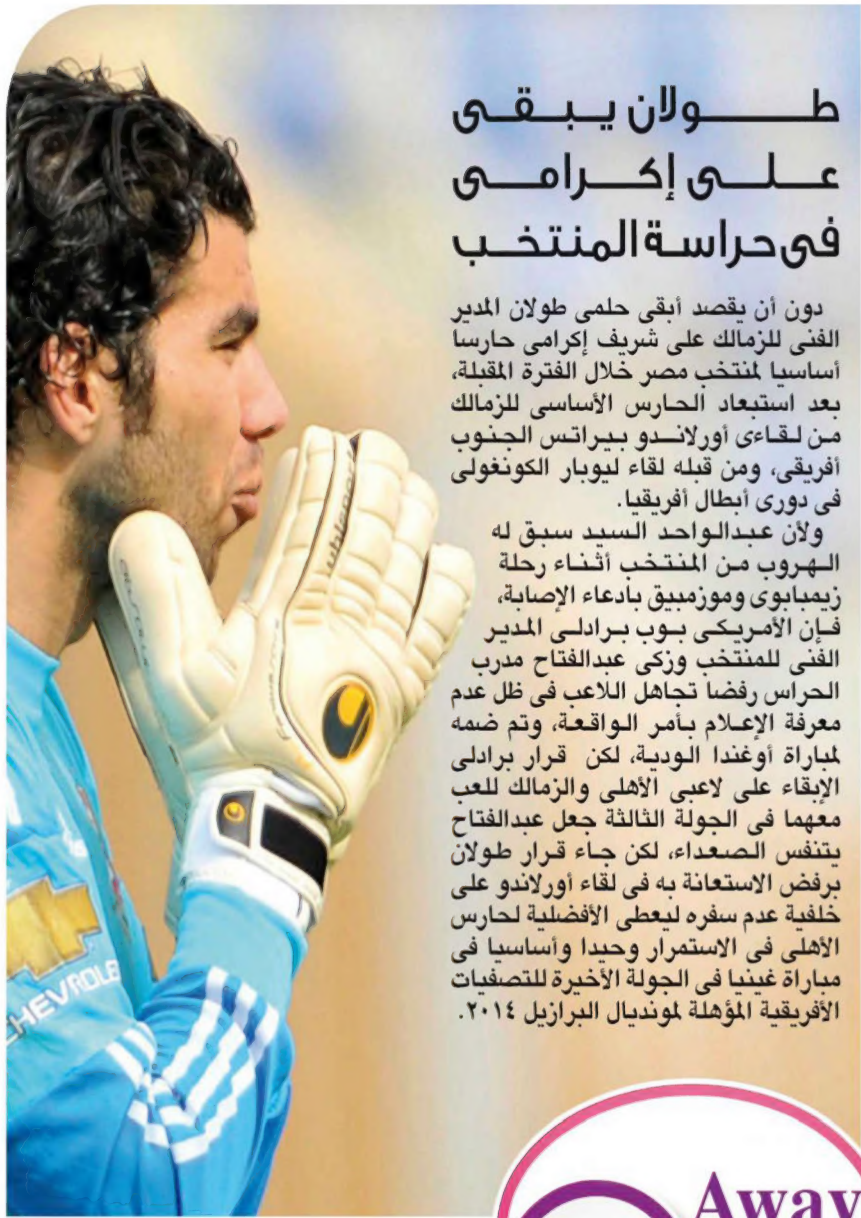 طولان يبقى
على إكرامى
فى حراسة المنتخب
دون أن يقصد أبقى حلمى طولان المدير
الفنى للزمالك على شريف إكرامى حارسا
أساسيا لمنتخب مصر خلال الفترة المقبلة،
بعد استبعاد الحارس الأساسى للزمالك
من لقاءى أورلاندو بيراتس الجنوب
أفريقى، ومن قبله لقاء ليوبار الكونغولى
فى دورى أبطال أفريقيا.
ولأن عبدالواحد السيد سبق له
الهروب من المنتخب أثناء رحلة
زيمبابوى وموزمبيق بادعاء الإصابة،
فإن الأمريكى بوب برادلى المدير
الفنى للمنتخب وزكى عبدالفتاح مدرب
الحراس رفضا تجاهل اللاعب فى ظل عدم
معرفة الإعلام بأمر الواقعة، وتم ضمه
لمباراة أوغندا الودية، لكن قرار برادلى
الإبقاء على لاعبى الأهلى والزمالك للعب
معهما فى الجولة الثالثة جعل عبدالفتاح
يتنفس الصعداء، لكن جاء قرار طولان
برفض الاستعانة به فى لقاء أورلاندو على
خلفية عدم سفره ليعطى الأفضلية لحارس
الأهلى فى الاستمرار وحيدا وأساسيا فى
مباراة غينيا فى الجولة الأخيرة للتصفيات
الأفريقية المؤهلة لمونديال البرازيل ٢٠١٤.
uhlsport
CHEVROLE
Away